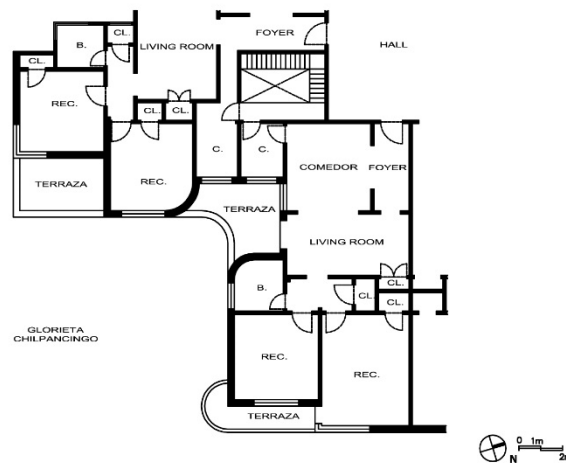 CL.
B.
LIVING ROOM
FOYER
HALL
CL.
REC.
CL.
CL.
C.
C.
COMEDOR
FOYER
TERRAZA
REC.
TERRAZA
LIVING ROOM
CL.
B.
CL.
CL.
GLORIETA
CHILPANCINGO
REC.
REC.
TERRAZA
N
0 1m
2m